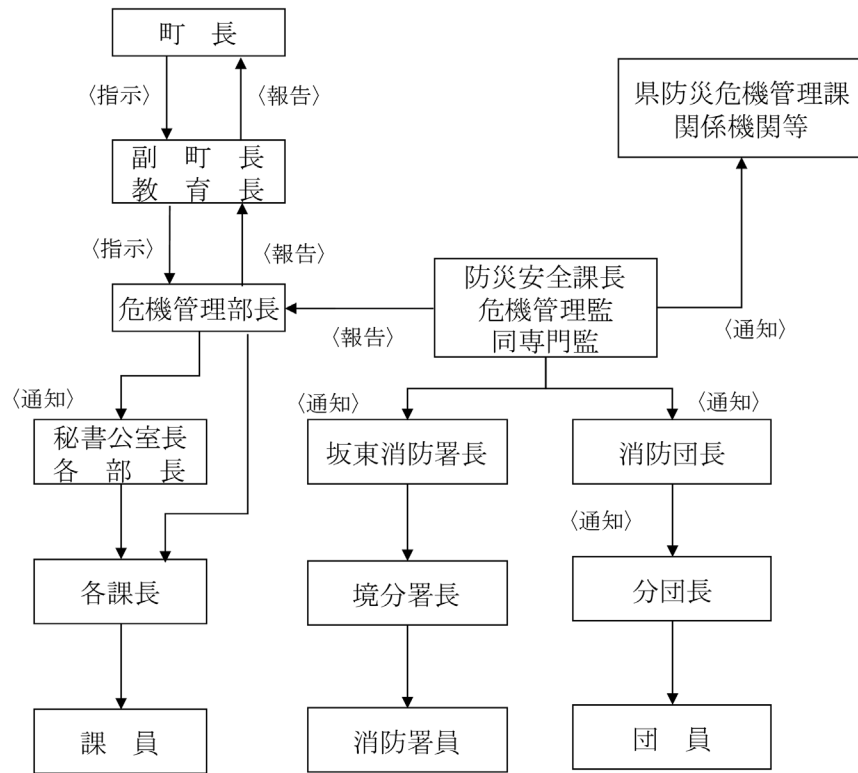 町　長
〈指示〉
〈報告〉
県防災危機管理課
関係機関等
副　町　長
教　育　長
〈指示〉
〈報告〉
防災安全課長
危機管理監
同専門監
危機管理部長
〈報告〉
〈通知〉
〈通知〉
〈通知〉
〈通知〉
秘書公室長
各　部　長
坂東消防署長
消防団長
〈通知〉
各課長
境分署長
分団長
課　員
消防署員
団　員